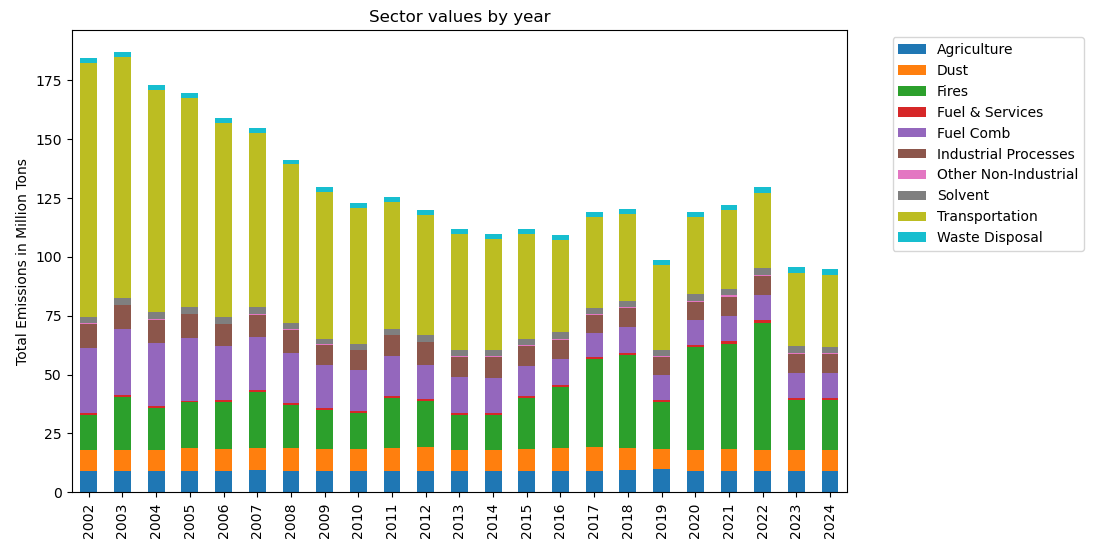 Sector values by year
Total Emissions in Million Tons
175
150
125
100
75
50
25
0
2002
2003
2004
2005
2006
2007
2008
2009
2010
2011
2012
2013
2014
2015
2016
2017
2018
2019
2020
2021
2022
2023
2024
Agriculture
Dust
Fires
Fuel & Services
Fuel Comb
Industrial Processes
Other Non-Industrial
Solvent
Transportation
Waste Disposal